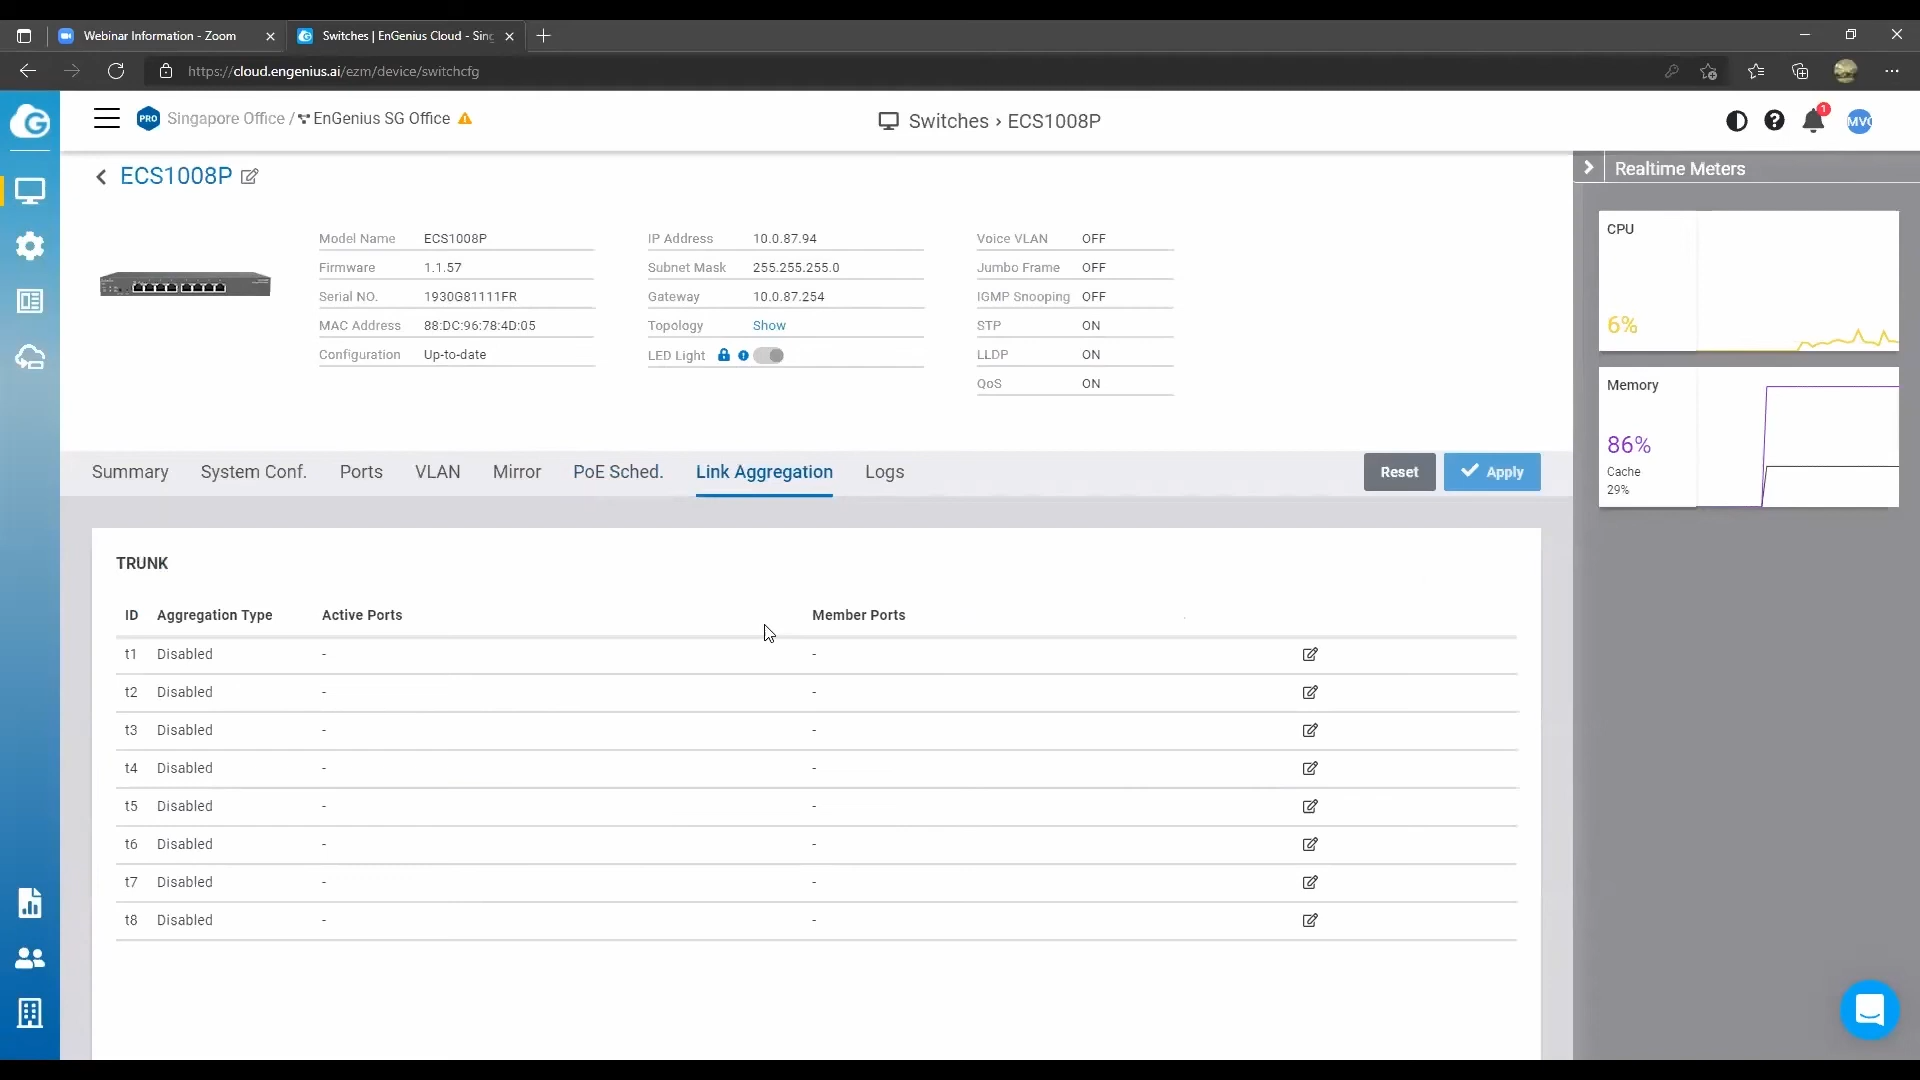 Webinar Information - Zoom
Switches | EnGenius Cloud - Sing
https://cloud.engenius.ai/ezm/device/switchcfg
PRO Singapore Office / EnGenius SG Office
Switches › ECS1008P
1
MVC
ECS1008P
Realtime Meters
Model Name ECS1008P
Firmware 1.1.57
Serial NO. 1930G81111FR
MAC Address 88:DC:96:78:4D:05
Configuration Up-to-date
IP Address 10.0.87.94
Subnet Mask 255.255.255.0
Gateway 10.0.87.254
Topology Show
LED Light
Voice VLAN OFF
Jumbo Frame OFF
IGMP Snooping OFF
STP ON
LLDP ON
QoS ON
CPU
6%
Memory
86%
Cache
29%
Summary System Conf. Ports VLAN Mirror PoE Sched. Link Aggregation Logs Reset Apply
TRUNK
ID Aggregation Type Active Ports Member Ports
t1 Disabled - -
t2 Disabled - -
t3 Disabled - -
t4 Disabled - -
t5 Disabled - -
t6 Disabled - -
t7 Disabled - -
t8 Disabled - -